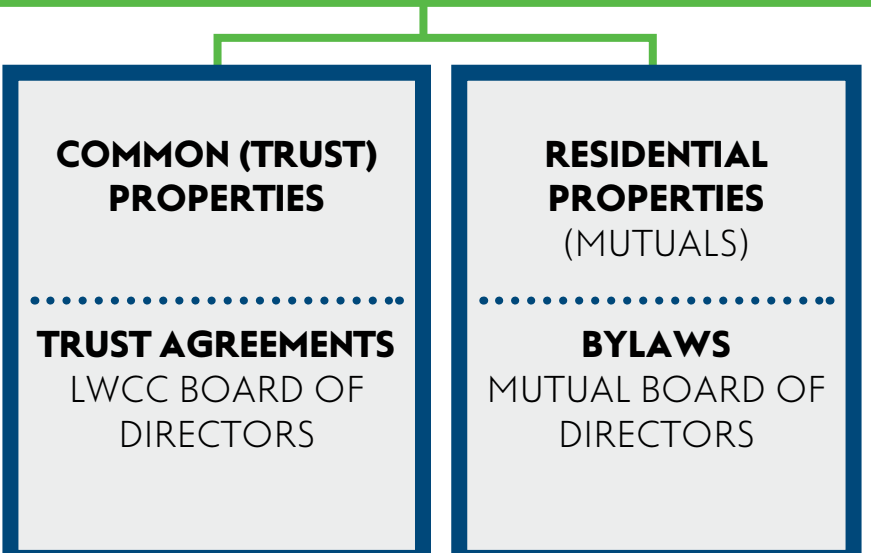 COMMON (TRUST)
PROPERTIES
TRUST AGREEMENTS
LWCC BOARD OF
DIRECTORS
RESIDENTIAL
PROPERTIES
(MUTUALS)
BYLAWS
MUTUAL BOARD OF
DIRECTORS